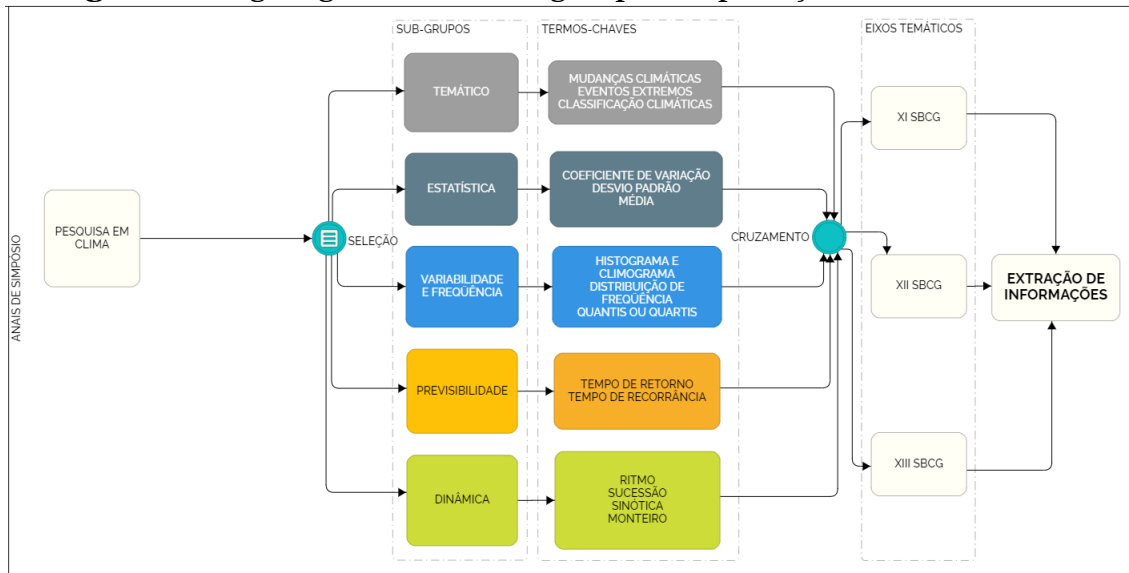 SUB-GRUPOS
TERMOS-CHAVES
EIXOS TEMÁTICOS
TEMÁTICO
MUDANÇAS CLIMÁTICAS
EVENTOS EXTREMOS
CLASSIFICAÇÃO CLIMÁTICAS
XI SBCG
ESTATÍSTICA
COEFICIENTE DE VARIAÇÃO
DESVIO PADRÃO
MÉDIA
PESQUISA EM
CLIMA
SELEÇÃO
CRUZAMENTO
ANAIS DE SIMPÓSIO
VARIABILIDADE
E FREQÜÊNCIA
HISTOGRAMA E
CLIMOGRAMA
DISTRIBUIÇÃO DE
FREQÜÊNCIA
QUANTIS OU QUARTIS
XII SBCG
EXTRAÇÃO DE
INFORMAÇÕES
PREVISIBILIDADE
TEMPO DE RETORNO
TEMPO DE RECORRÂNCIA
XIII SBCG
DINÂMICA
RITMO
SUCESSÃO
SINÓTICA
MONTEIRO